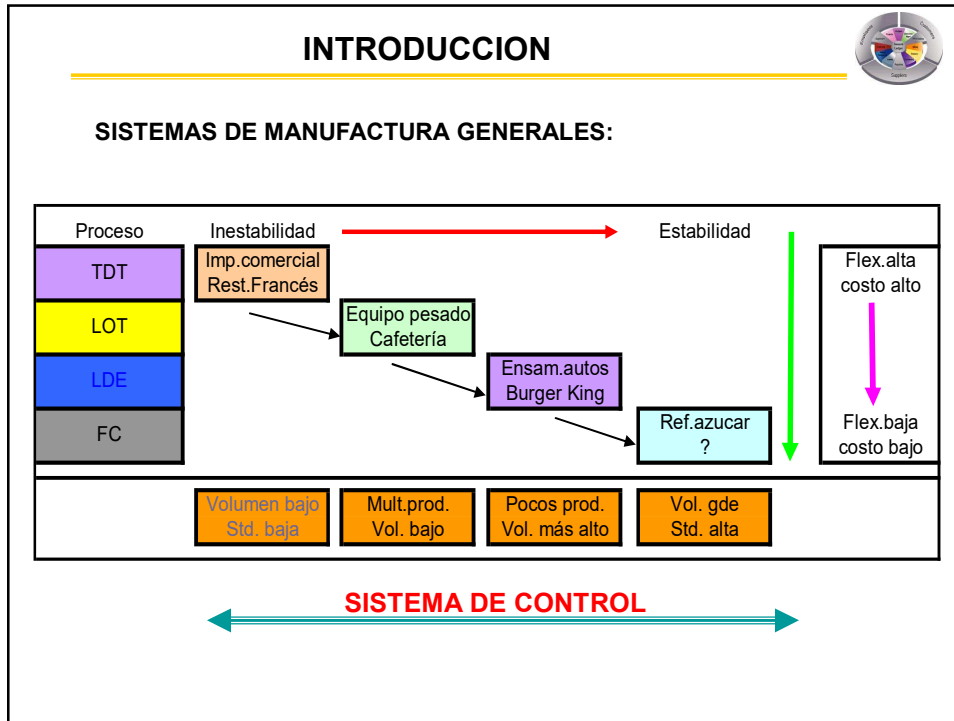 INTRODUCCION
Suppliers
SISTEMAS DE MANUFACTURA GENERALES:
Proceso Inestabilidad Estabilidad
TDT
Imp.comercial
Rest.Francés
Flex.alta
costo alto
LOT
Equipo pesado
Cafetería
LDE
Ensam.autos
Burger King
FC
Ref.azucar
?
Flex.baja
costo bajo
Volumen bajo
Std. baja
Mult.prod.
Vol. bajo
Pocos prod.
Vol. más alto
Vol. gde
Std. alta
SISTEMA DE CONTROL